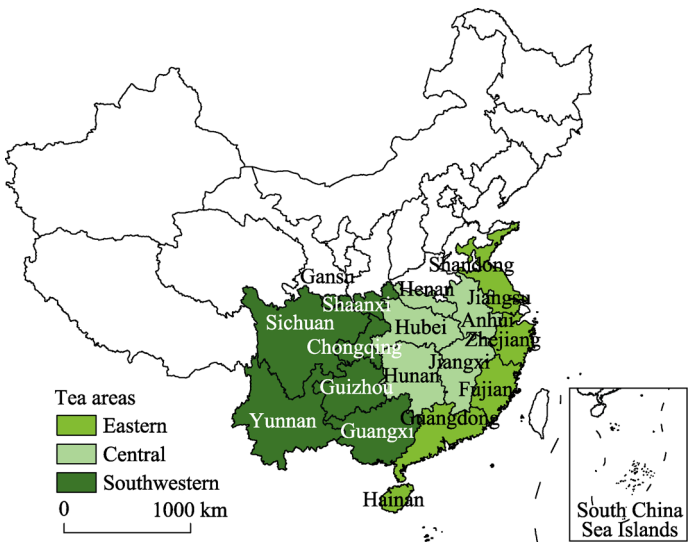 Shandong
Gansu
Henan
Shaanxi
Jiangsu
Sichuan
Hubei
Anhui
Zhejiang
Chongqing
Jiangxi
Hunan
Guizhou
Fujian
Tea areas
Eastern
Yunnan
Guangxi
Guangdong
Central
Southwestern
Hainan
0 1000 km
South China
Sea Islands